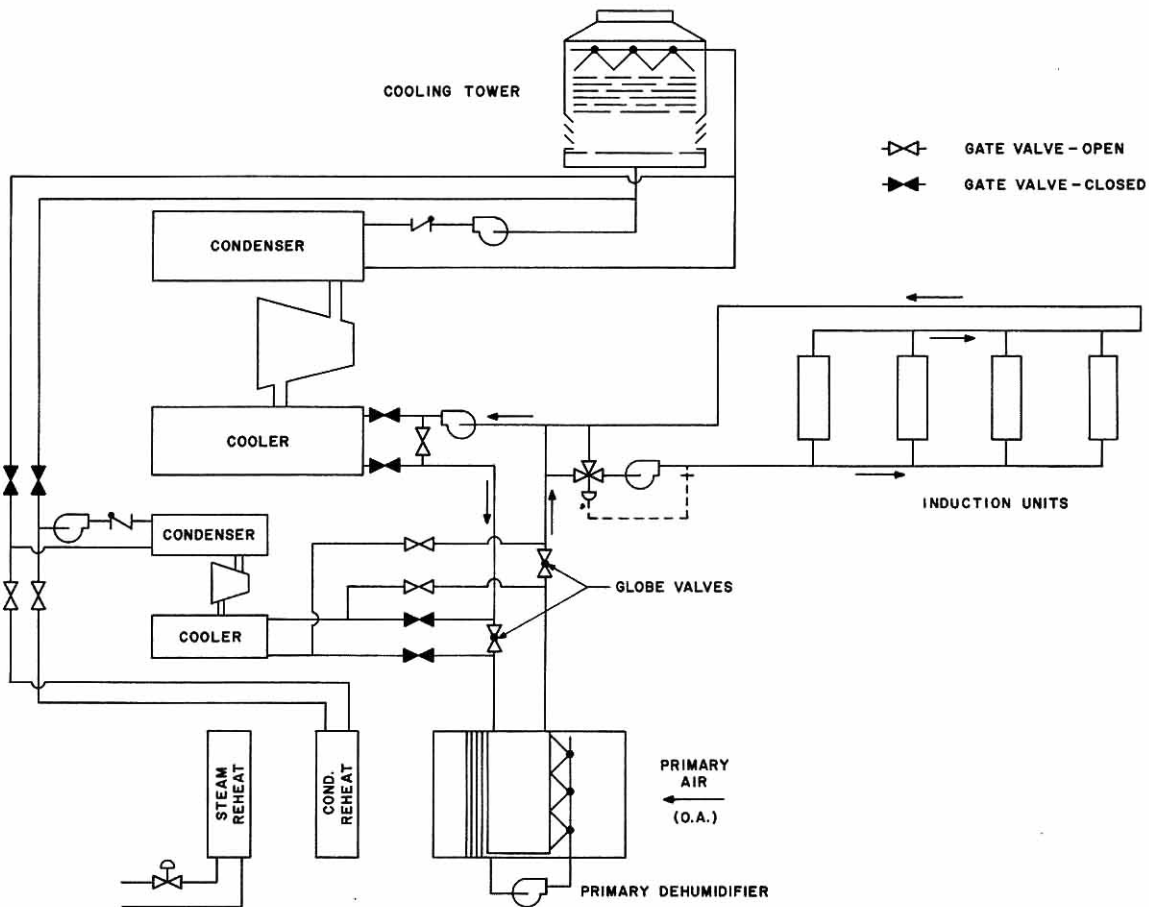 COOLING TOWER
GATE VALVE – OPEN
GATE VALVE – CLOSED
CONDENSER
COOLER
INDUCTION UNITS
CONDENSER
GLOBE VALVES
COOLER
STEAM
REHEAT
COND.
REHEAT
PRIMARY
AIR
(O.A.)
PRIMARY DEHUMIDIFIER